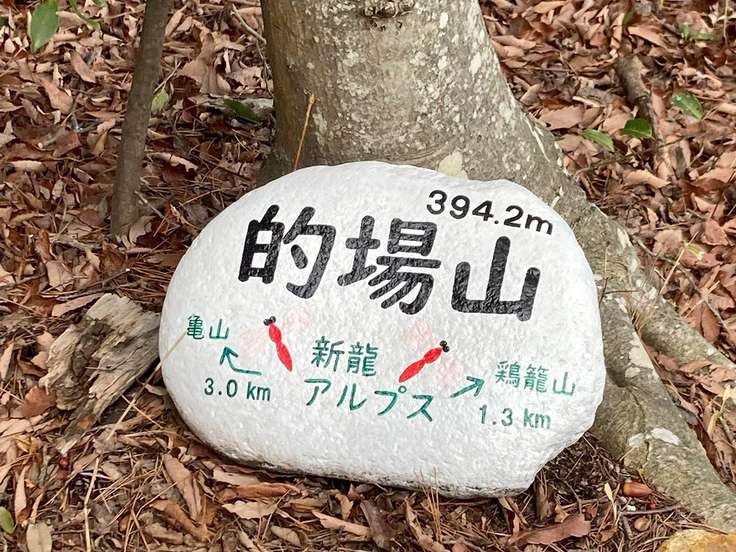 394.2m
的場山
亀山
3.0 km
新龍
アルプス
鶏籠山
1.3 km